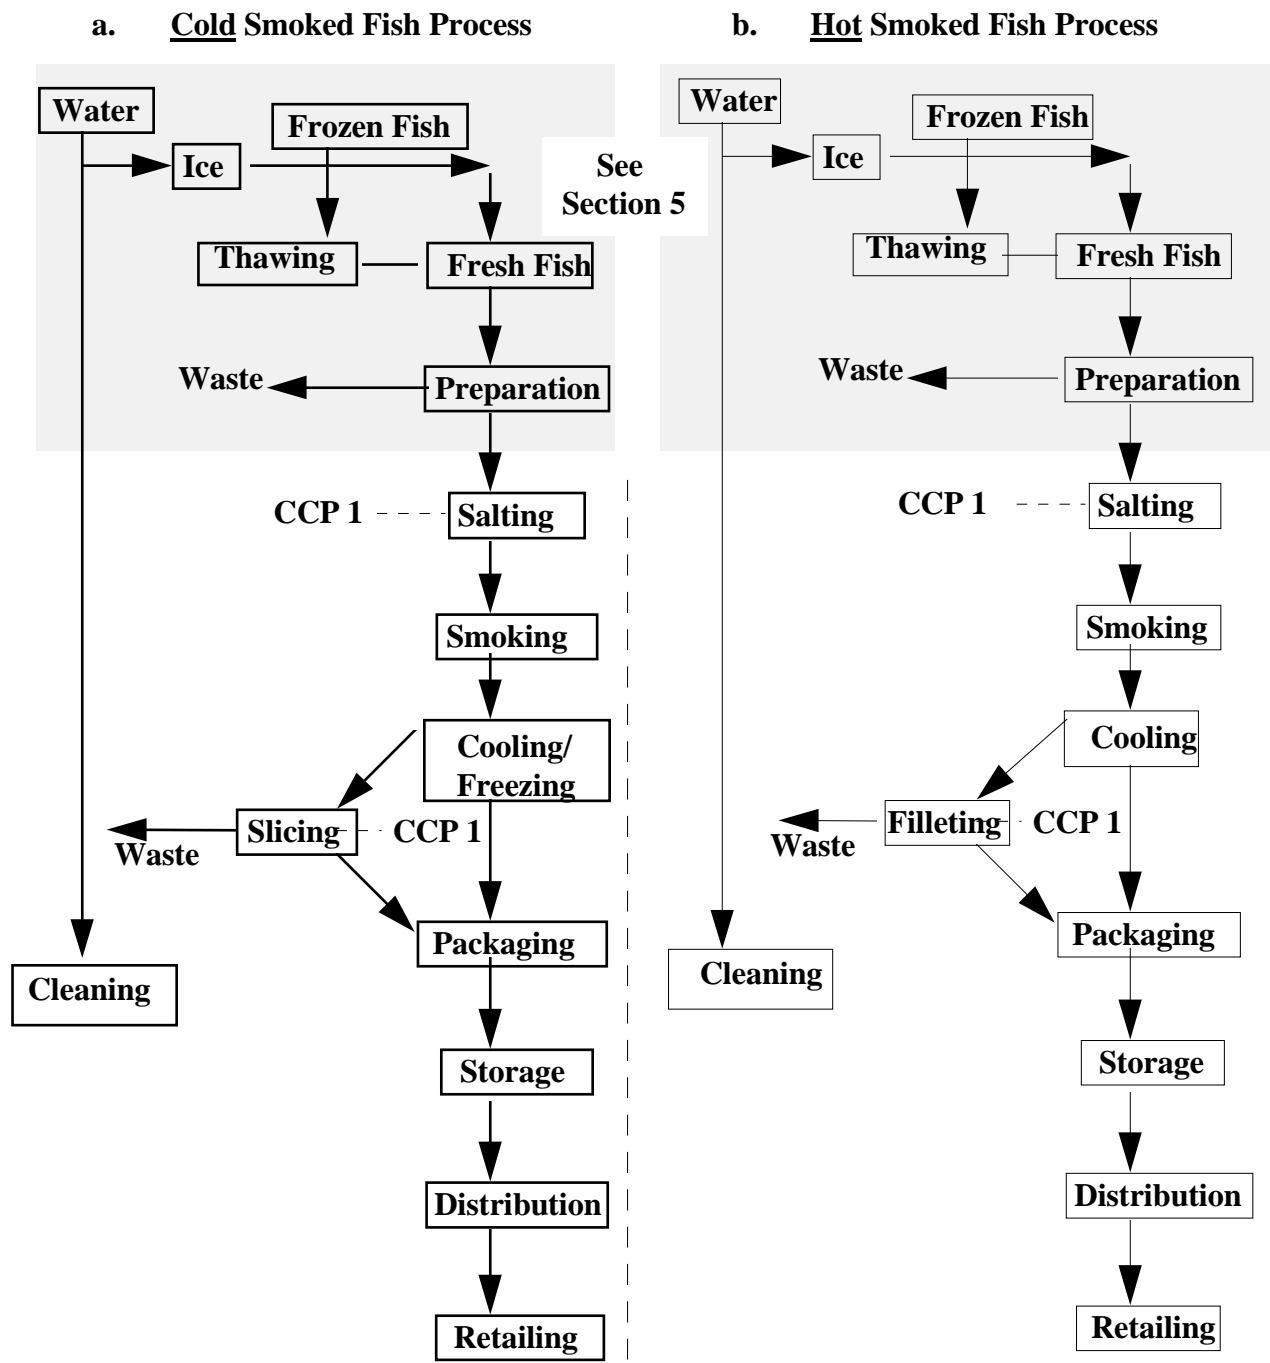 a. Cold Smoked Fish Process
Water
Frozen Fish
Ice
Thawing
Fresh Fish
Waste
Preparation
CCP 1
Salting
Smoking
Cooling/
Freezing
Slicing
CCP 1
Waste
Packaging
Cleaning
Storage
Distribution
Retailing
See
Section 5
b. Hot Smoked Fish Process
Water
Frozen Fish
Ice
Thawing
Fresh Fish
Waste
Preparation
CCP 1
Salting
Smoking
Cooling
Filleting
CCP 1
Waste
Packaging
Cleaning
Storage
Distribution
Retailing